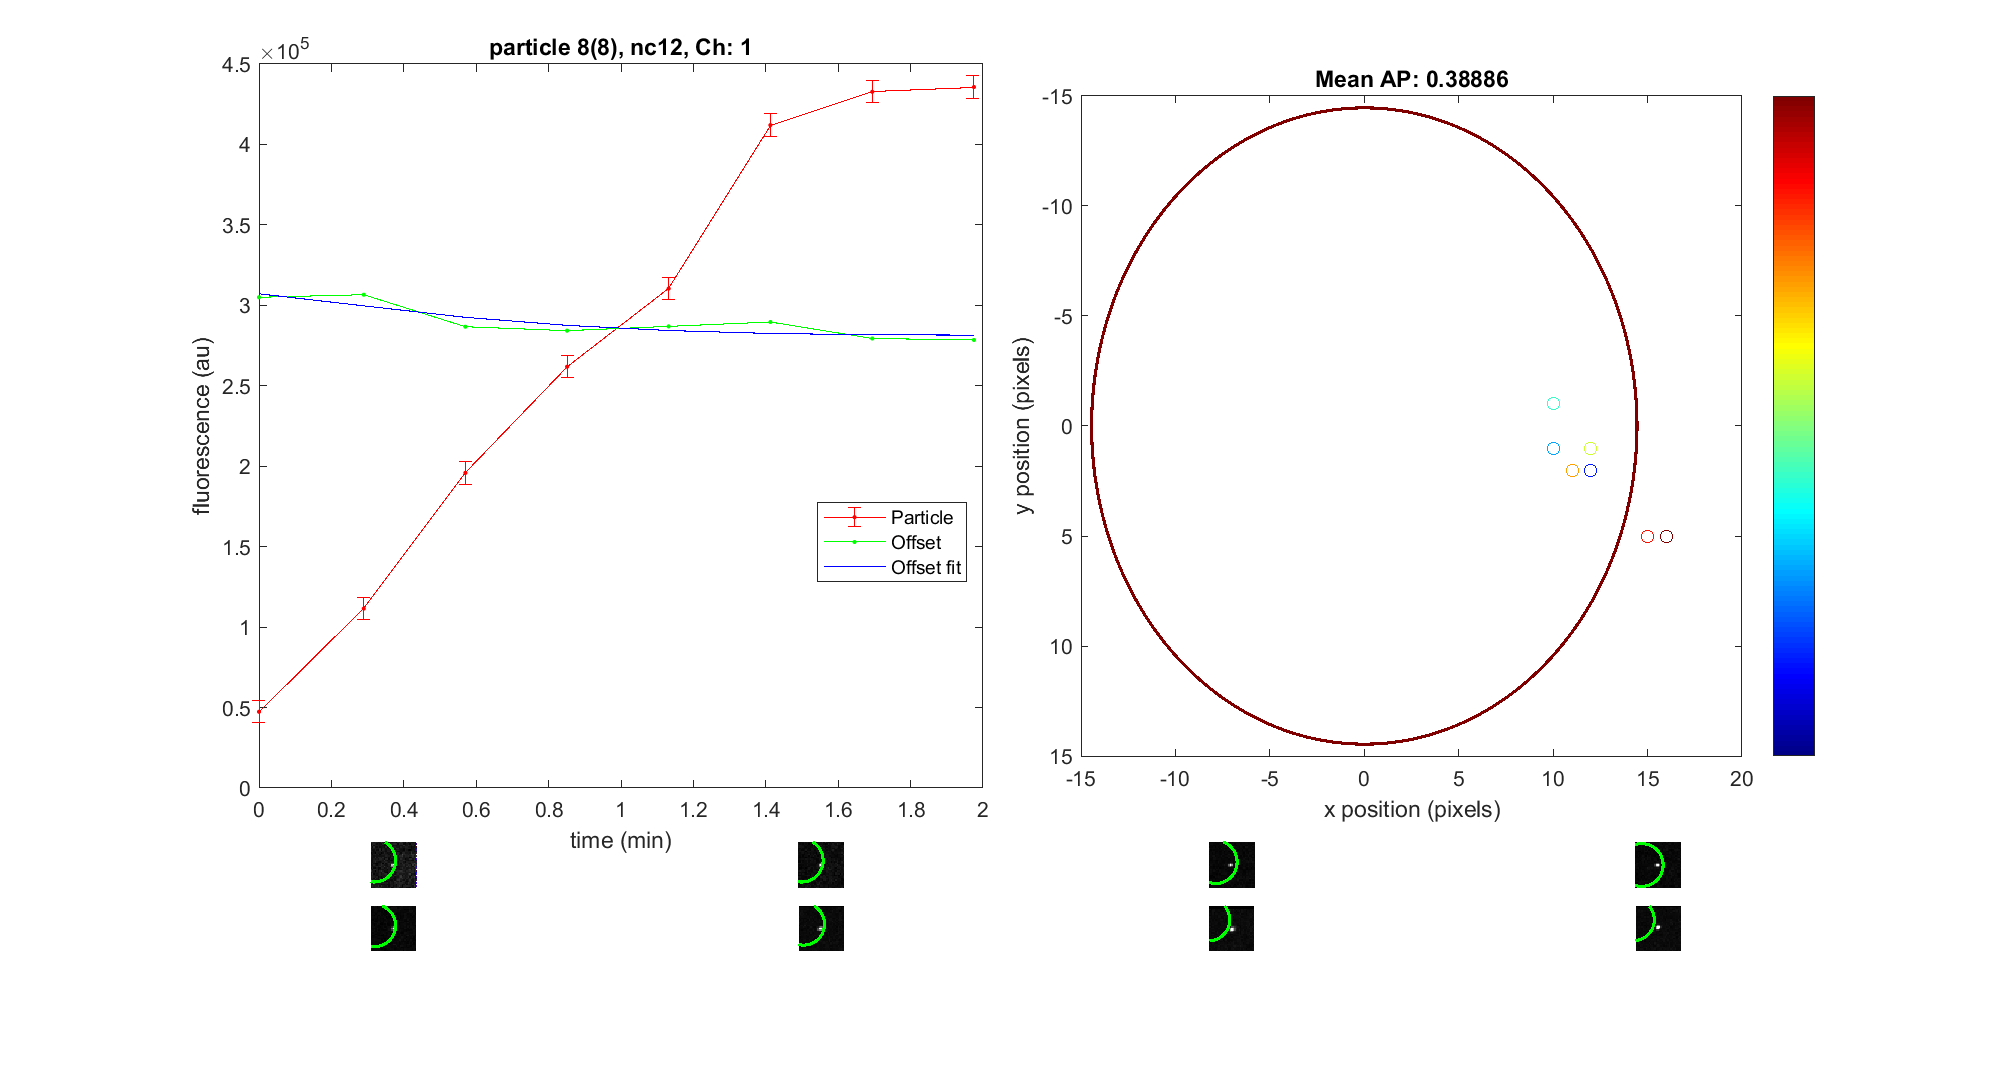 particle 8(8), nc12, Ch: 1
×10^5
4.5
4
3.5
3
2.5
2
1.5
1
0.5
0
fluorescence (au)
0 0.2 0.4 0.6 0.8 1 1.2 1.4 1.6 1.8 2
time (min)
Particle
Offset
Offset fit
Mean AP: 0.38886
-15
-10
-5
0
5
10
15
y position (pixels)
-15 -10 -5 0 5 10 15 20
x position (pixels)